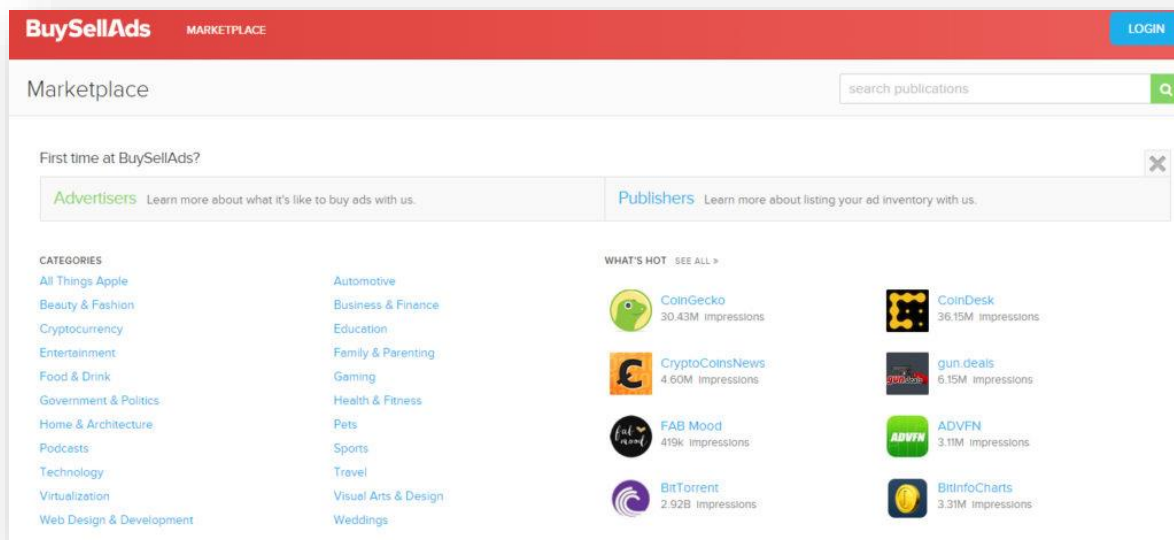 BuySellAds MARKETPLACE LOGIN
Marketplace
search publications
First time at BuySellAds?
Advertisers Learn more about what it's like to buy ads with us.
Publishers Learn more about listing your ad inventory with us.
CATEGORIES
All Things Apple
Beauty & Fashion
Cryptocurrency
Entertainment
Food & Drink
Government & Politics
Home & Architecture
Podcasts
Technology
Virtualization
Web Design & Development
Automotive
Business & Finance
Education
Family & Parenting
Gaming
Health & Fitness
Pets
Sports
Travel
Visual Arts & Design
Weddings
WHAT'S HOT SEE ALL »
CoinGecko
30.43M Impressions
CoinDesk
36.15M Impressions
CryptoCoinsNews
4.60M Impressions
gun.deals
gun.deals
6.15M Impressions
fab mood
FAB Mood
419k Impressions
ADVFN
ADVFN
3.11M Impressions
BitTorrent
2.92B Impressions
BitInfoCharts
3.31M Impressions